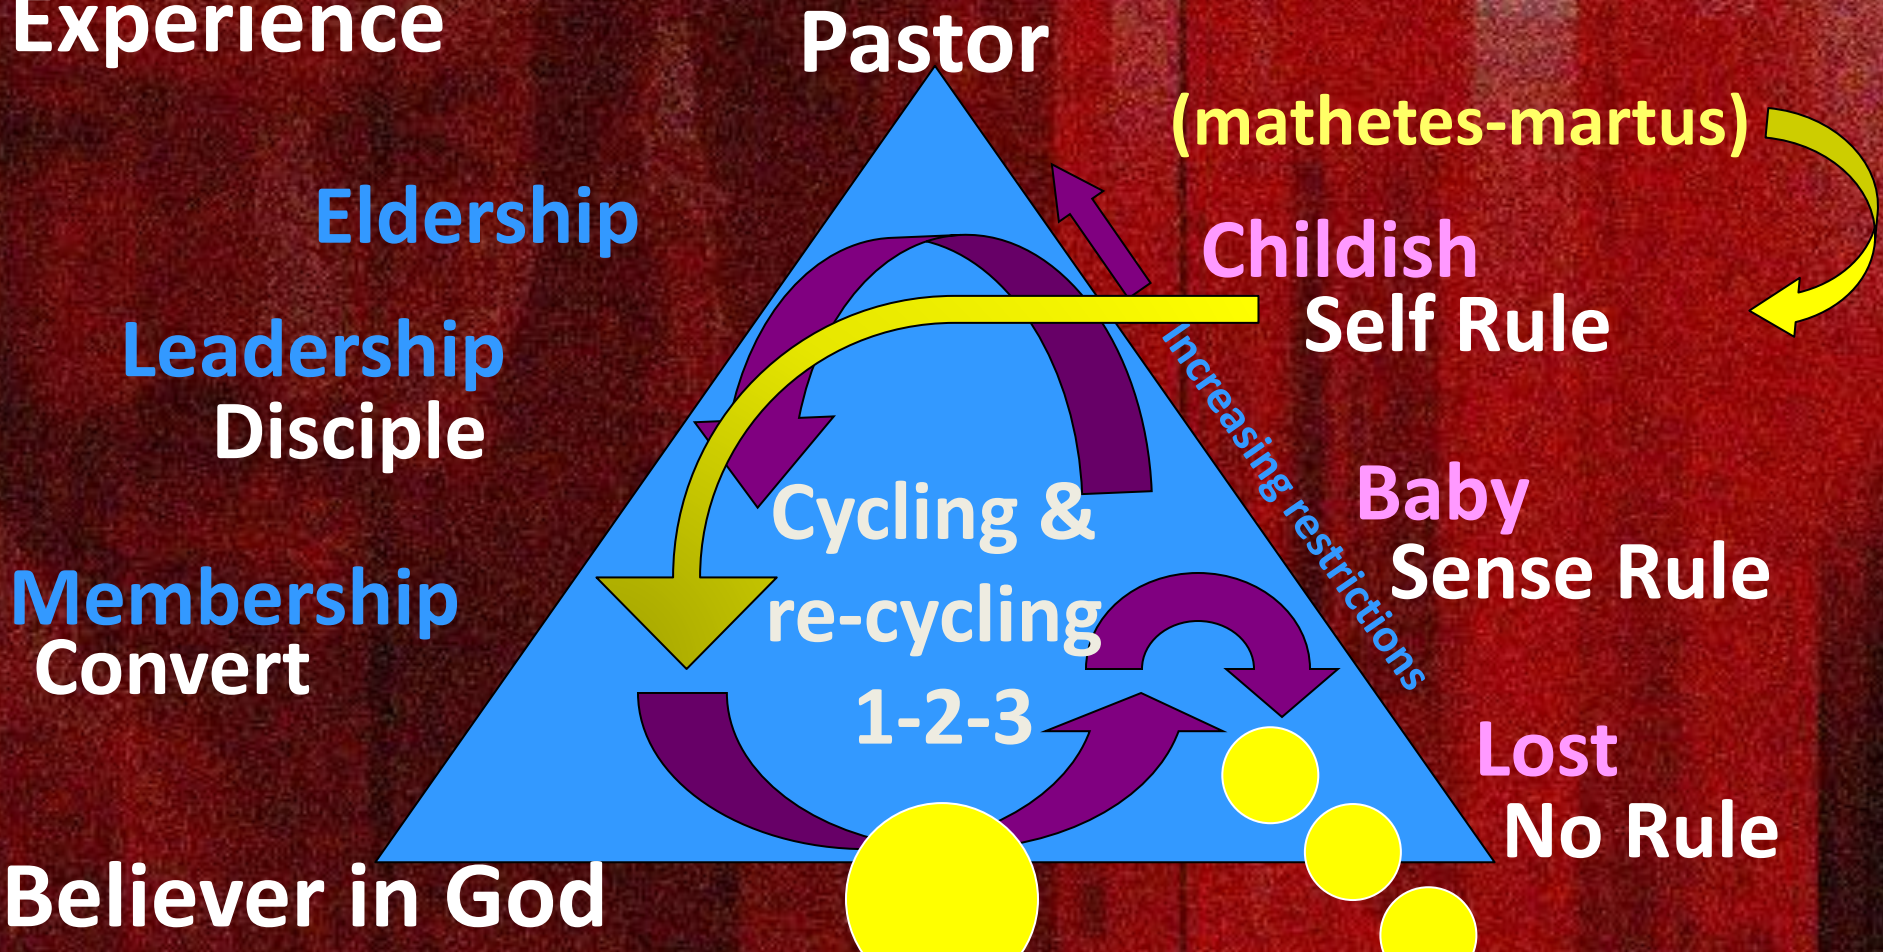 Experience
Pastor
(mathetes-martus)
Eldership
Childish
Self Rule
Leadership
Disciple
Increasing restrictions
Baby
Sense Rule
Cycling &
re-cycling
1-2-3
Membership
Convert
Lost
No Rule
Believer in God